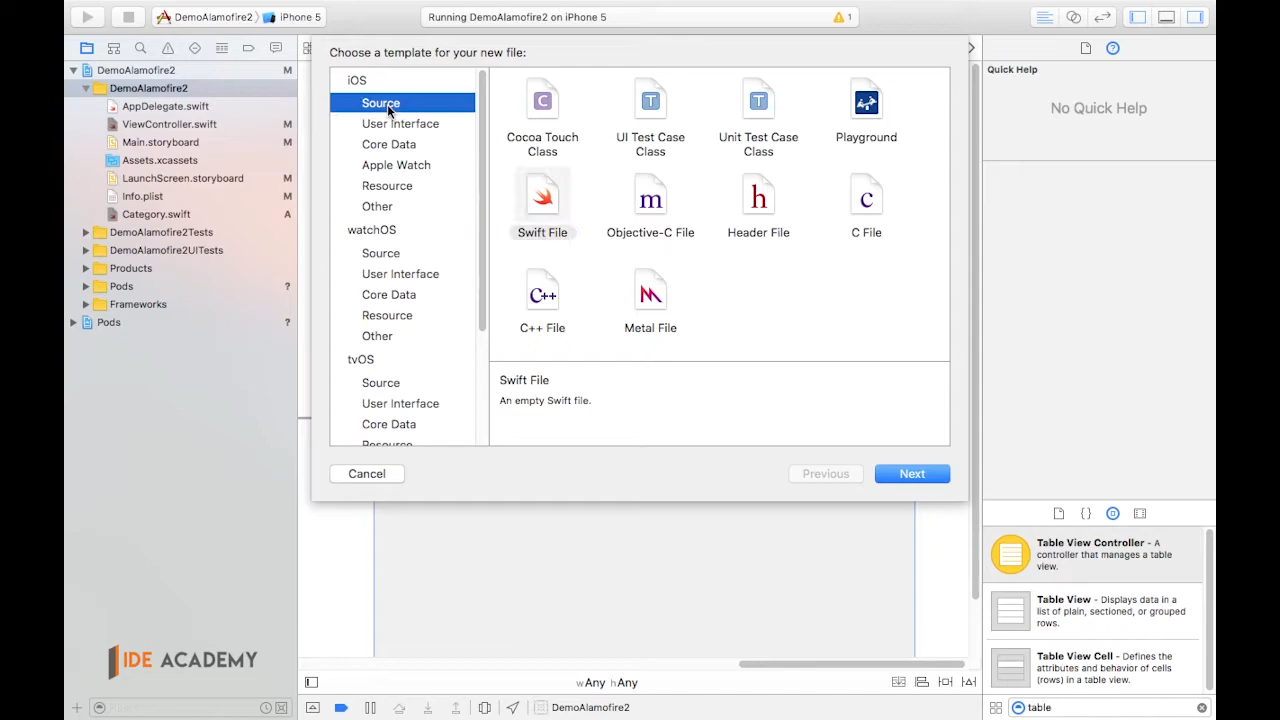 DemoAlamofire2
iPhone 5
Running DemoAlamofire2 on iPhone 5
1
DemoAlamofire2
M
DemoAlamofire2
AppDelegate.swift
ViewController.swift
M
Main.storyboard
M
Assets.xcassets
LaunchScreen.storyboard
M
Info.plist
M
Category.swift
A
DemoAlamofire2Tests
DemoAlamofire2UITests
Products
Pods
?
Frameworks
Pods
?
Choose a template for your new file:
iOS
Source
User Interface
Core Data
Apple Watch
Resource
Other
watchOS
Source
User Interface
Core Data
Resource
Other
tvOS
Source
User Interface
Core Data
Resource
C
Cocoa Touch
Class
T
UI Test Case
Class
T
Unit Test Case
Class
Playground
Swift File
m
Objective-C File
h
Header File
c
C File
C++
C++ File
Metal File
Swift File
An empty Swift file.
Cancel
Previous
Next
Quick Help
No Quick Help
{ }
Table View Controller - A
controller that manages a table
view.
Table View - Displays data in a
list of plain, sectioned, or grouped
rows.
Table View Cell - Defines the
attributes and behavior of cells
(rows) in a table view.
table
IDE ACADEMY
wAny hAny
DemoAlamofire2